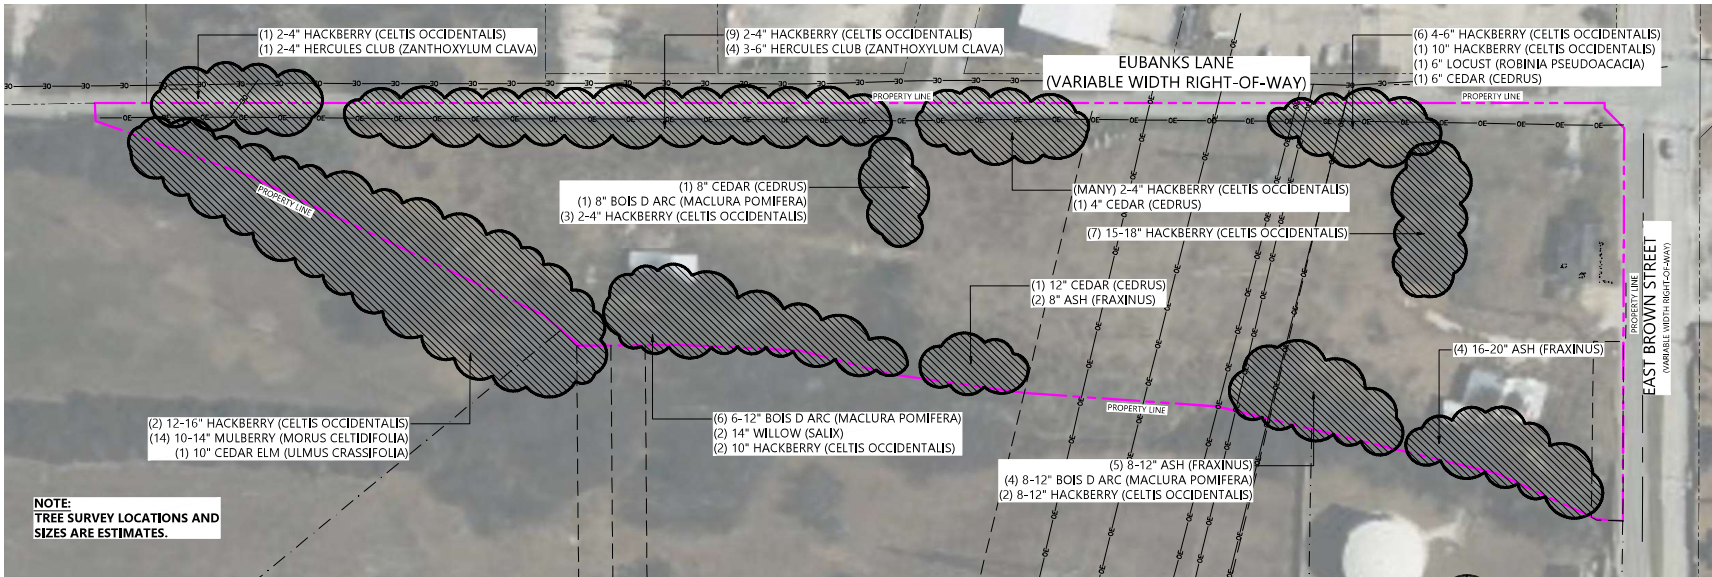 (1) 2-4" HACKBERRY (CELTIS OCCIDENTALIS)
(1) 2-4" HERCULES CLUB (ZANTHOXYLUM CLAVA)
(9) 2-4" HACKBERRY (CELTIS OCCIDENTALIS)
(4) 3-6" HERCULES CLUB (ZANTHOXYLUM CLAVA)
EUBANKS LANE
(VARIABLE WIDTH RIGHT-OF-WAY)
(6) 4-6" HACKBERRY (CELTIS OCCIDENTALIS)
(1) 10" HACKBERRY (CELTIS OCCIDENTALIS)
(1) 6" LOCUST (ROBINIA PSEUDOACACIA)
(1) 6" CEDAR (CEDRUS)
PROPERTY LINE
PROPERTY LINE
PROPERTY LINE
(1) 8" CEDAR (CEDRUS)
(1) 8" BOIS D ARC (MACLURA POMIFERA)
(3) 2-4" HACKBERRY (CELTIS OCCIDENTALIS)
(MANY) 2-4" HACKBERRY (CELTIS OCCIDENTALIS)
(1) 4" CEDAR (CEDRUS)
(7) 15-18" HACKBERRY (CELTIS OCCIDENTALIS)
(1) 12" CEDAR (CEDRUS)
(2) 8" ASH (FRAXINUS)
PROPERTY LINE
EAST BROWN STREET
(VARIABLE WIDTH RIGHT-OF-WAY)
(4) 16-20" ASH (FRAXINUS)
PROPERTY LINE
(2) 12-16" HACKBERRY (CELTIS OCCIDENTALIS)
(14) 10-14" MULBERRY (MORUS CELTIDIFOLIA)
(1) 10" CEDAR ELM (ULMUS CRASSIFOLIA)
(6) 6-12" BOIS D ARC (MACLURA POMIFERA)
(2) 14" WILLOW (SALIX)
(2) 10" HACKBERRY (CELTIS OCCIDENTALIS)
(5) 8-12" ASH (FRAXINUS)
(4) 8-12" BOIS D ARC (MACLURA POMIFERA)
(2) 8-12" HACKBERRY (CELTIS OCCIDENTALIS)
NOTE:
TREE SURVEY LOCATIONS AND
SIZES ARE ESTIMATES.